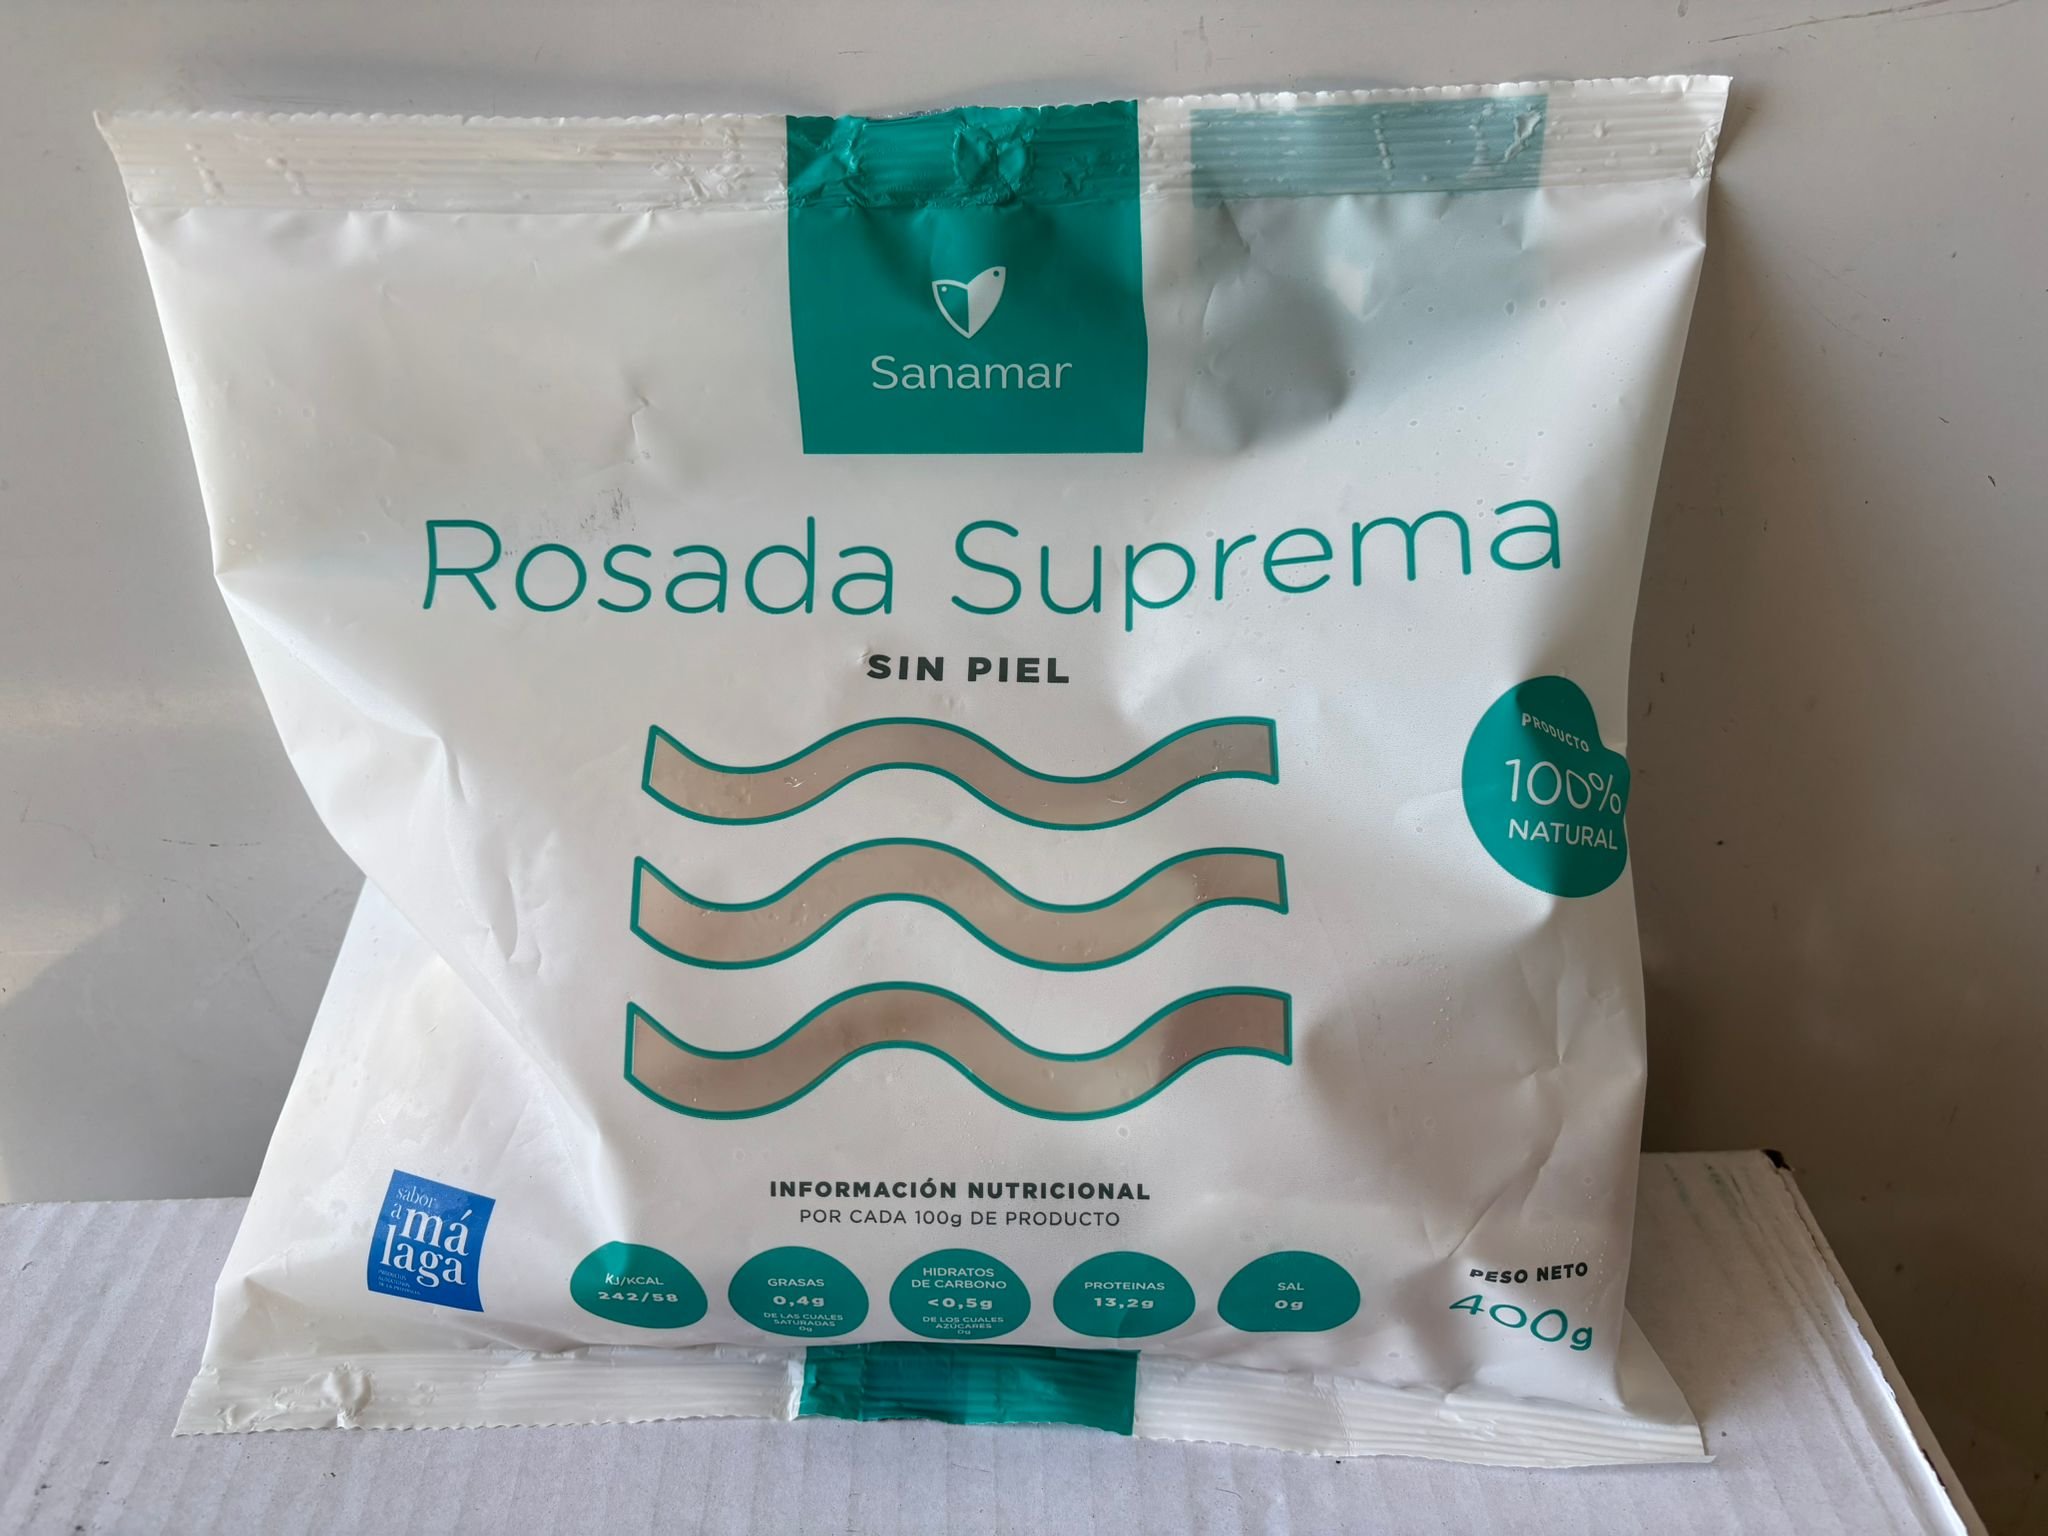 Sanamar
Rosada Suprema
SIN PIEL
PRODUCTO
100%
NATURAL
INFORMACIÓN NUTRICIONAL
POR CADA 100g DE PRODUCTO
sabor
a má
laga
KJ/KCAL
242/58
GRASAS
0,4g
DE LAS CUALES
SATURADAS
0g
HIDRATOS
DE CARBONO
<0,5g
DE LOS CUALES
AZÚCARES
0g
PROTEINAS
13,2g
SAL
0g
PESO NETO
400g